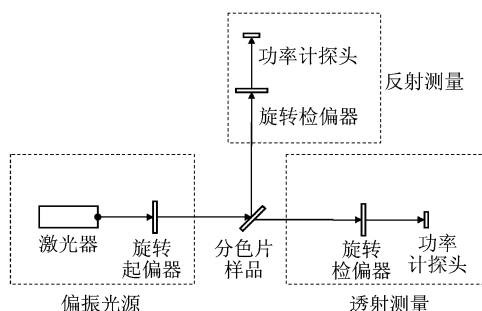 功率计探头
反射测量
旋转检偏器
激光器
旋转
起偏器
分色片
样品
旋转
检偏器
功率
计探头
偏振光源
透射测量